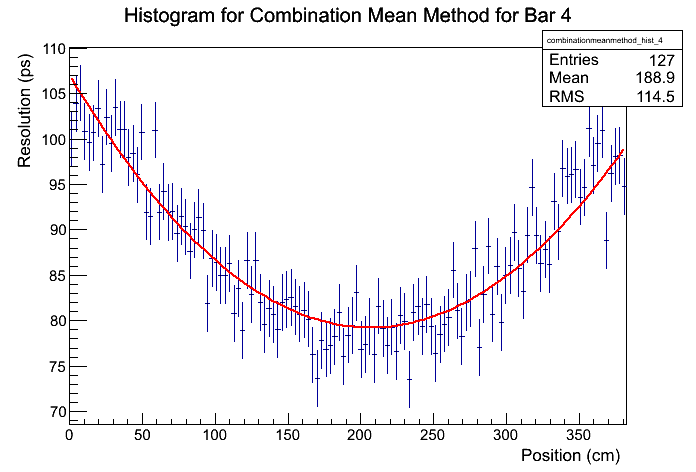 Histogram for Combination Mean Method for Bar 4
combinationmeanmethod_hist_4
Entries 127
Mean 188.9
RMS 114.5
Resolution (ps)
110
105
100
95
90
85
80
75
70
0 50 100 150 200 250 300 350
Position (cm)